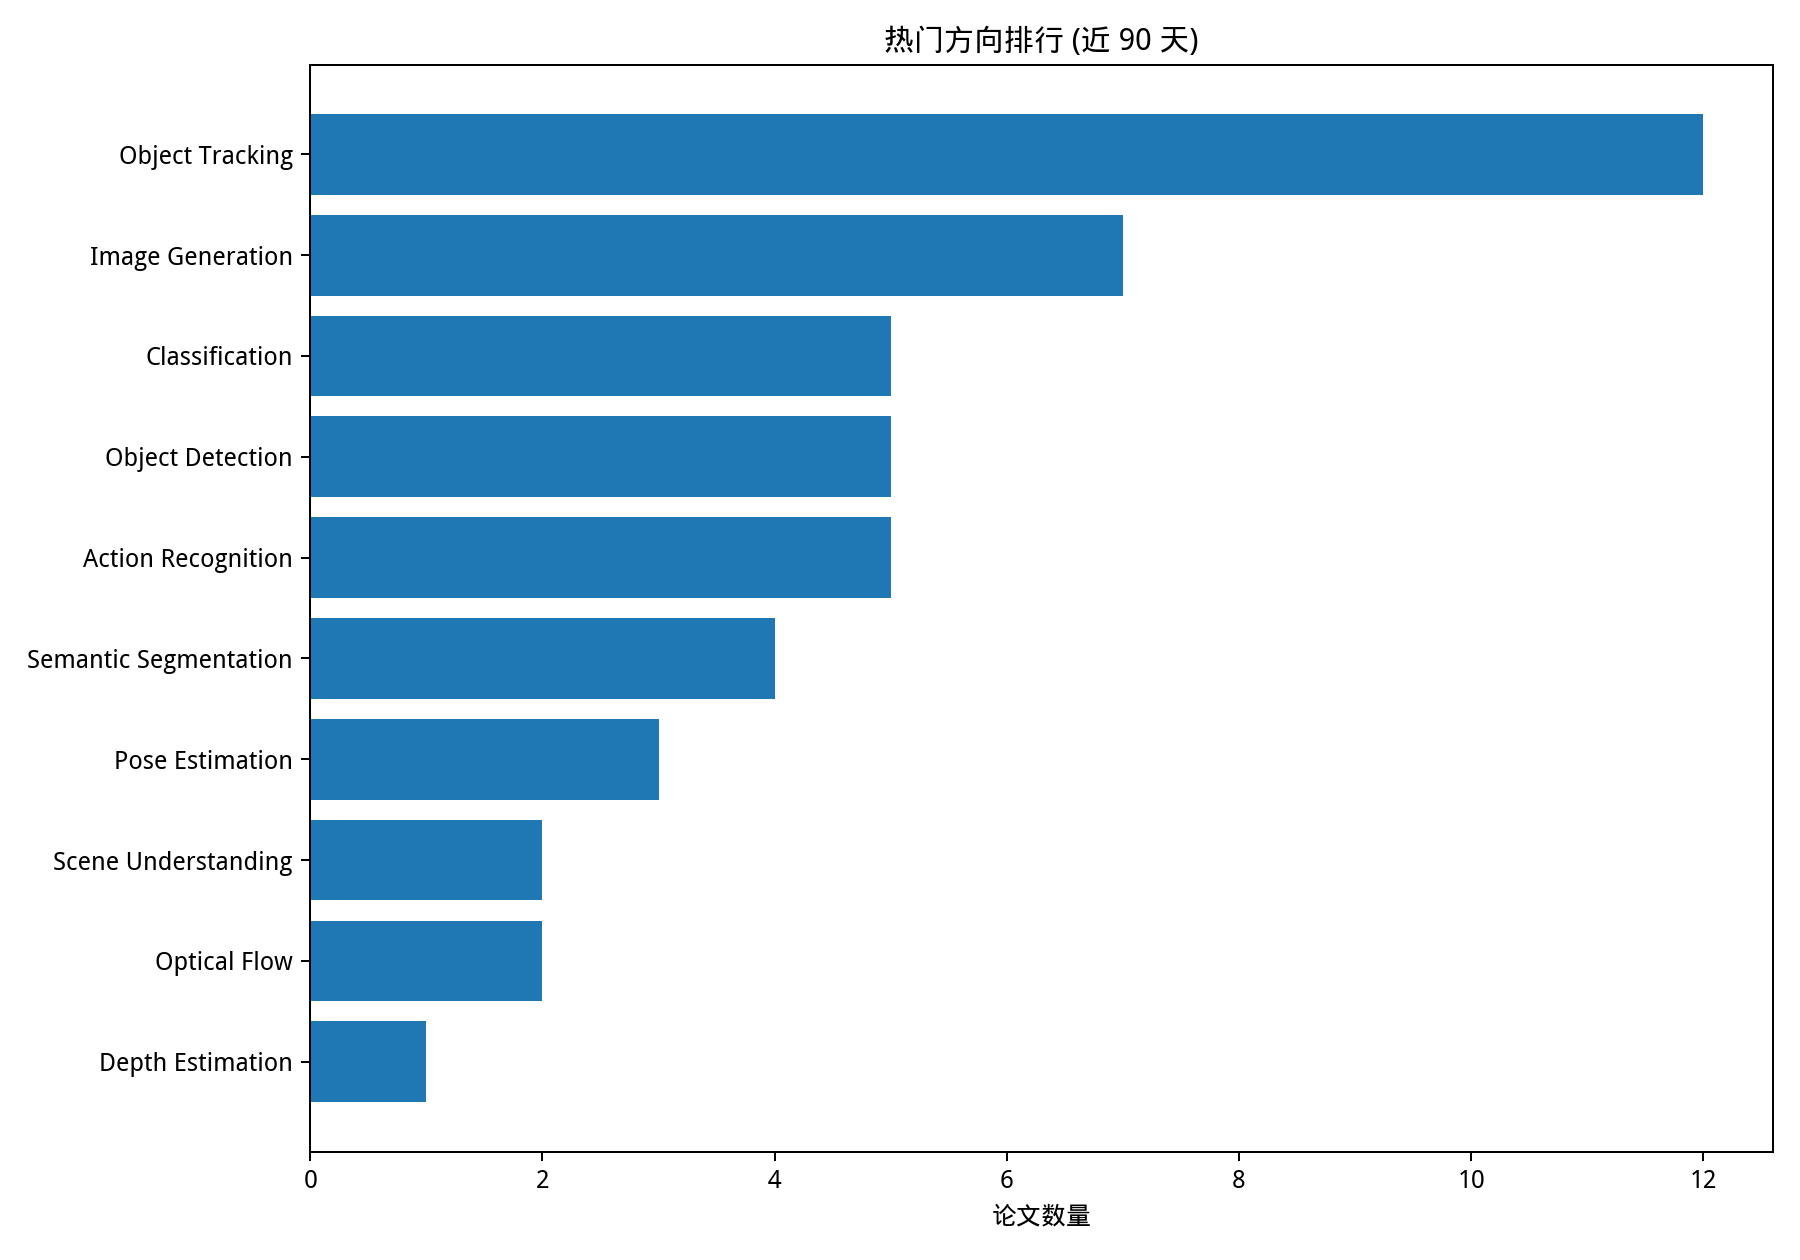 热门方向排行 (近 90 天)
Object Tracking
Image Generation
Classification
Object Detection
Action Recognition
Semantic Segmentation
Pose Estimation
Scene Understanding
Optical Flow
Depth Estimation
0 2 4 6 8 10 12
论文数量